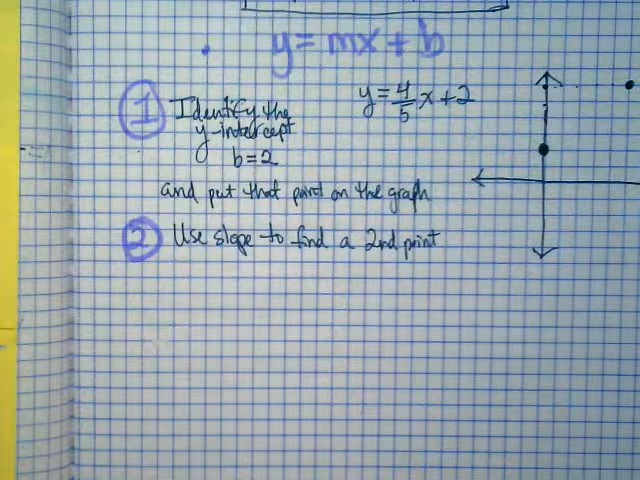 y = mx + b
1 Identify the
y-intercept
b = 2
and put that point on the graph
y = 4/5 x + 2
2 Use slope to find a 2nd point